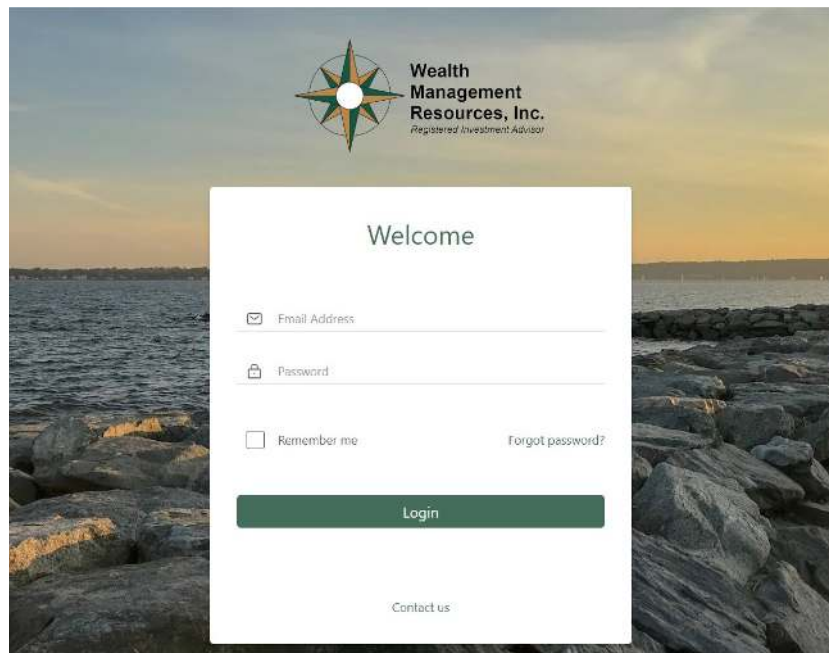 Wealth
Management
Resources, Inc.
Registered Investment Advisor
Welcome
Email Address
Password
Remember me
Forgot password?
Login
Contact us